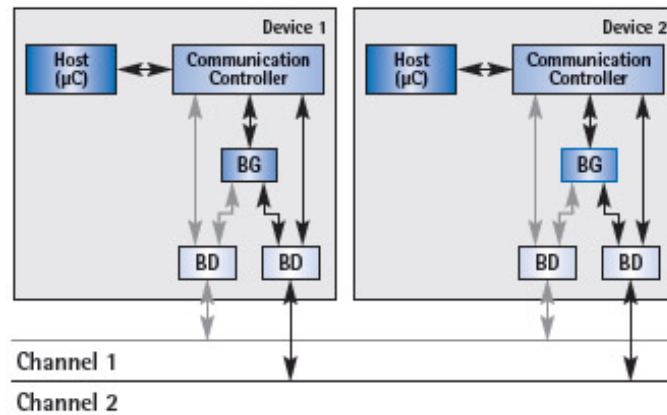 Device 1
Host
(µC)
Communication
Controller
BG
BD
BD
Device 2
Host
(µC)
Communication
Controller
BG
BD
BD
Channel 1
Channel 2